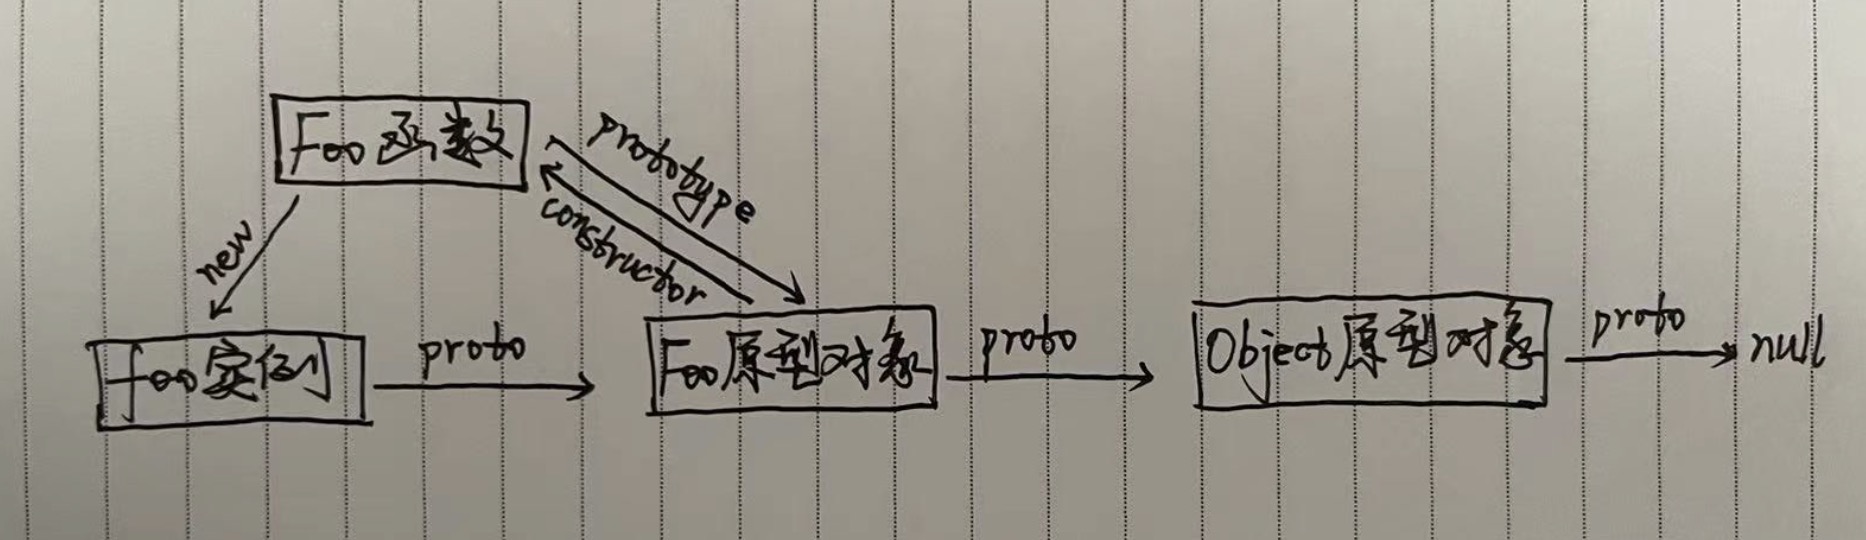 Foo函数
prototype
constructor
new
foo实例
proto
Foo原型对象
proto
Object原型对象
proto
null